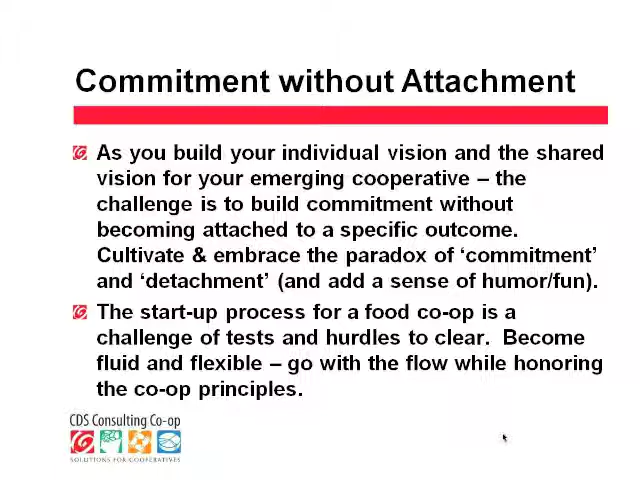 Commitment without Attachment
As you build your individual vision and the shared
vision for your emerging cooperative – the
challenge is to build commitment without
becoming attached to a specific outcome.
Cultivate & embrace the paradox of ‘commitment’
and ‘detachment’ (and add a sense of humor/fun).
The start-up process for a food co-op is a
challenge of tests and hurdles to clear.  Become
fluid and flexible – go with the flow while honoring
the co-op principles.
CDS Consulting Co-op
SOLUTIONS FOR COOPERATIVES